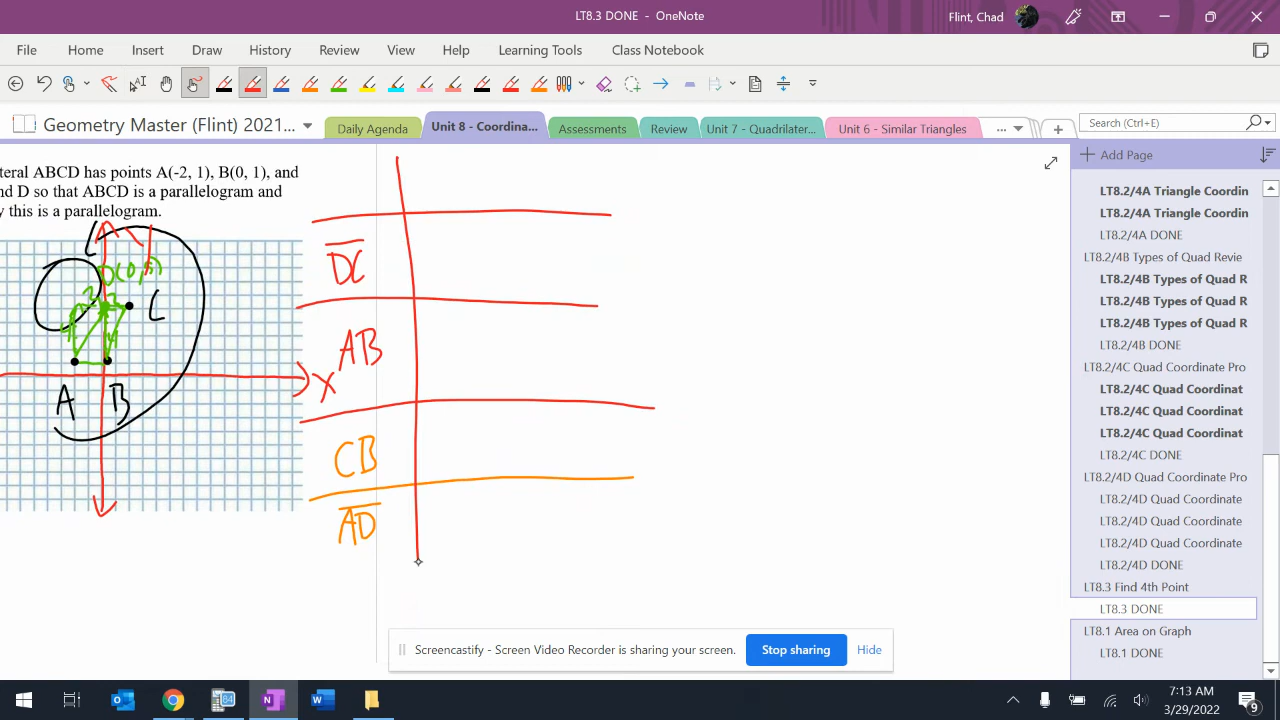 LT8.3 DONE - OneNote
Flint, Chad
File Home Insert Draw History Review View Help Learning Tools Class Notebook
Geometry Master (Flint) 2021...
Daily Agenda
Unit 8 - Coordina...
Assessments
Review
Unit 7 - Quadrilater...
Unit 6 - Similar Triangles
...
Search (Ctrl+E)
Add Page
teral ABCD has points A(-2, 1), B(0, 1), and
nd D so that ABCD is a parallelogram and
y this is a parallelogram.
C
A
B
X
DC
AB
CB
AD
LT8.2/4A Triangle Coordin
LT8.2/4A Triangle Coordin
LT8.2/4A DONE
LT8.2/4B Types of Quad Revie
LT8.2/4B Types of Quad R
LT8.2/4B Types of Quad R
LT8.2/4B Types of Quad R
LT8.2/4B DONE
LT8.2/4C Quad Coordinate Pro
LT8.2/4C Quad Coordinat
LT8.2/4C Quad Coordinat
LT8.2/4C Quad Coordinat
LT8.2/4C DONE
LT8.2/4D Quad Coordinate Pro
LT8.2/4D Quad Coordinate
LT8.2/4D Quad Coordinate
LT8.2/4D Quad Coordinate
LT8.2/4D DONE
LT8.3 Find 4th Point
LT8.3 DONE
LT8.1 Area on Graph
LT8.1 DONE
Screencastify - Screen Video Recorder is sharing your screen.
Stop sharing
Hide
7:13 AM
3/29/2022
9